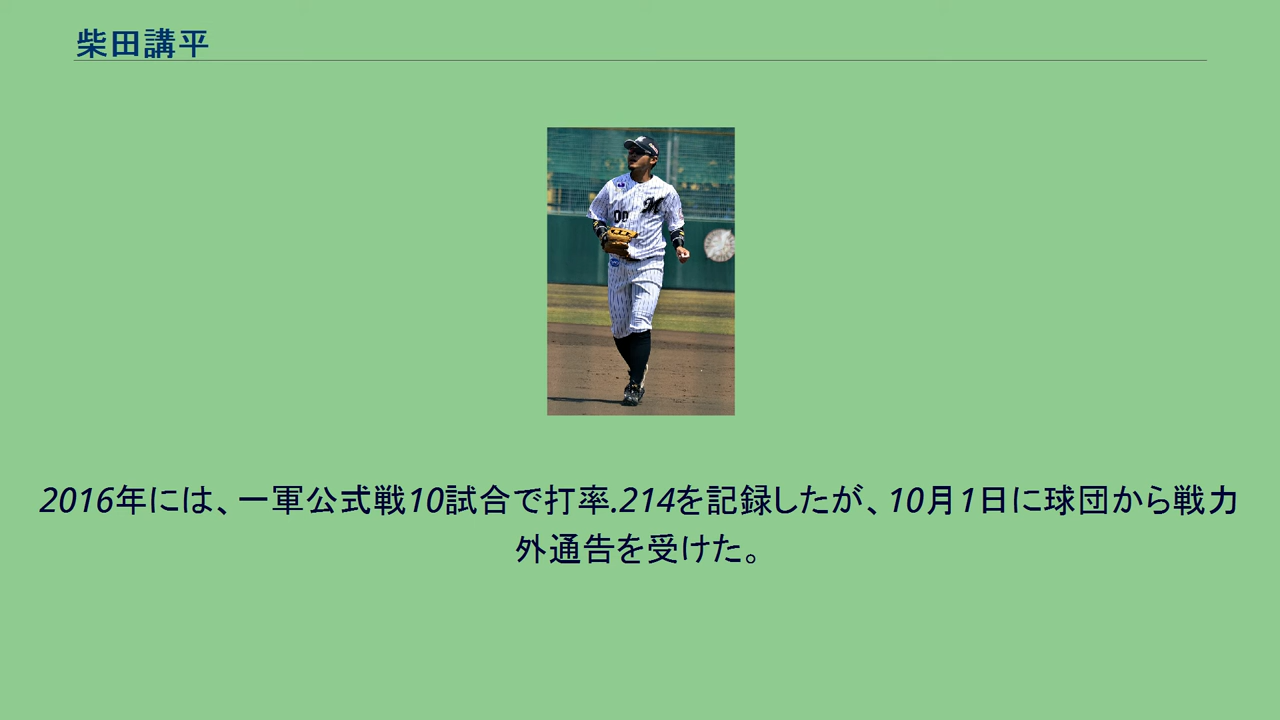 柴田講平
00
M
2016年には、一軍公式戦10試合で打率.214を記録したが、10月1日に球団から戦力
外通告を受けた。